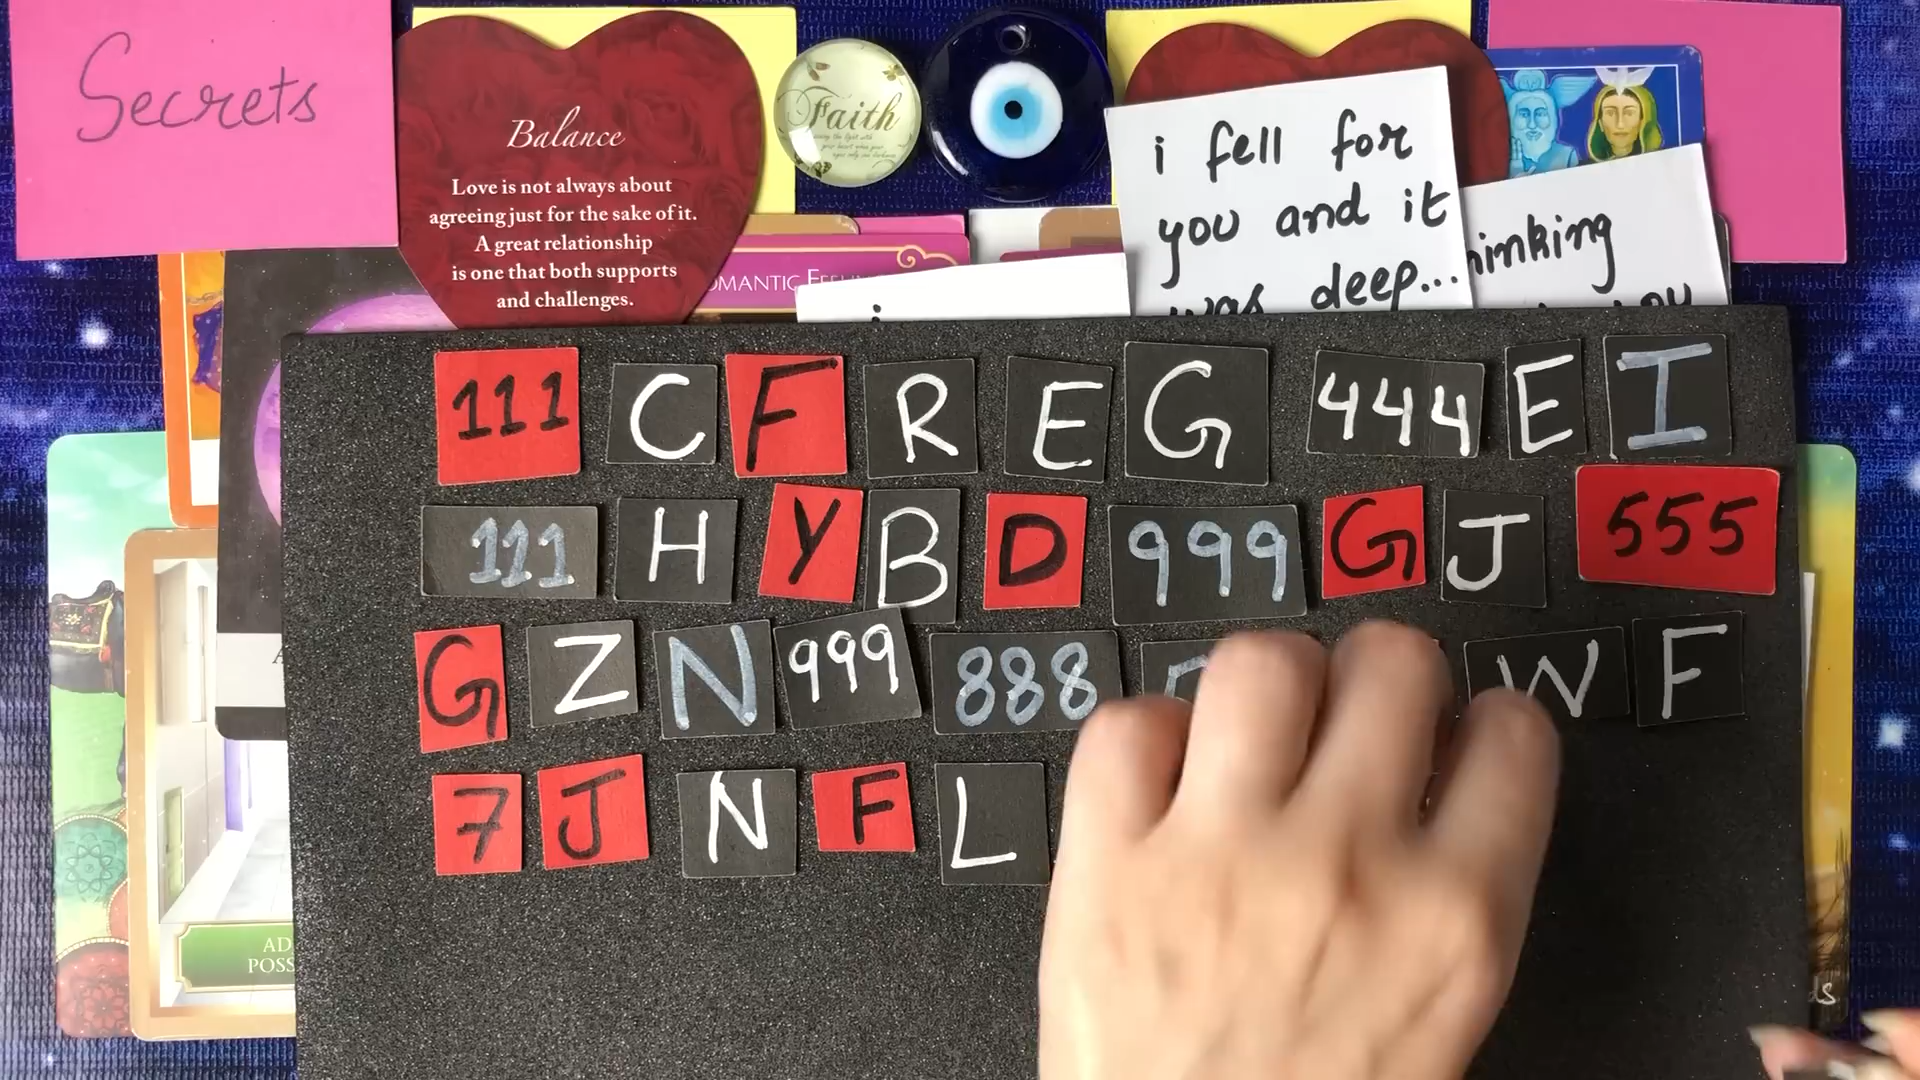 Secrets
Balance
Love is not always about
agreeing just for the sake of it.
A great relationship
is one that both supports
and challenges.
Faith
i fell for
you and it
was deep...
111 C F R E G 444 E I
111 H Y B D 999 G J 555
G Z N 999 888 W F
7 J N F L